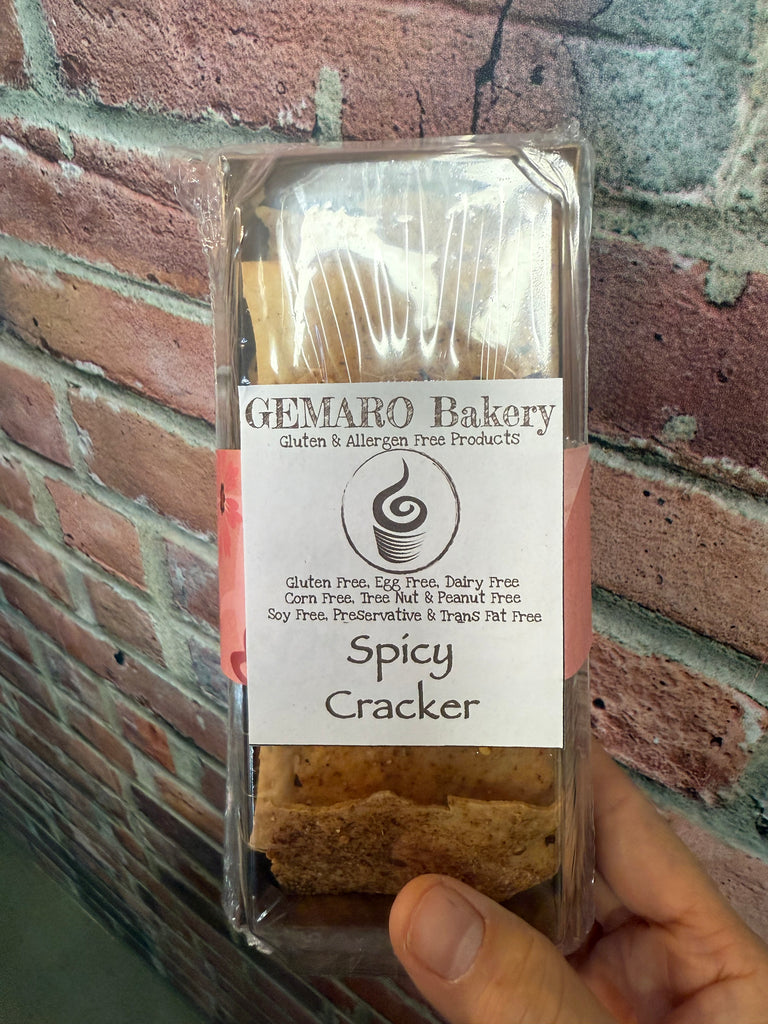 GEMARO Bakery
Gluten & Allergen Free Products
Gluten Free, Egg Free, Dairy Free
Corn Free, Tree Nut & Peanut Free
Soy Free, Preservative & Trans Fat Free
Spicy
Cracker